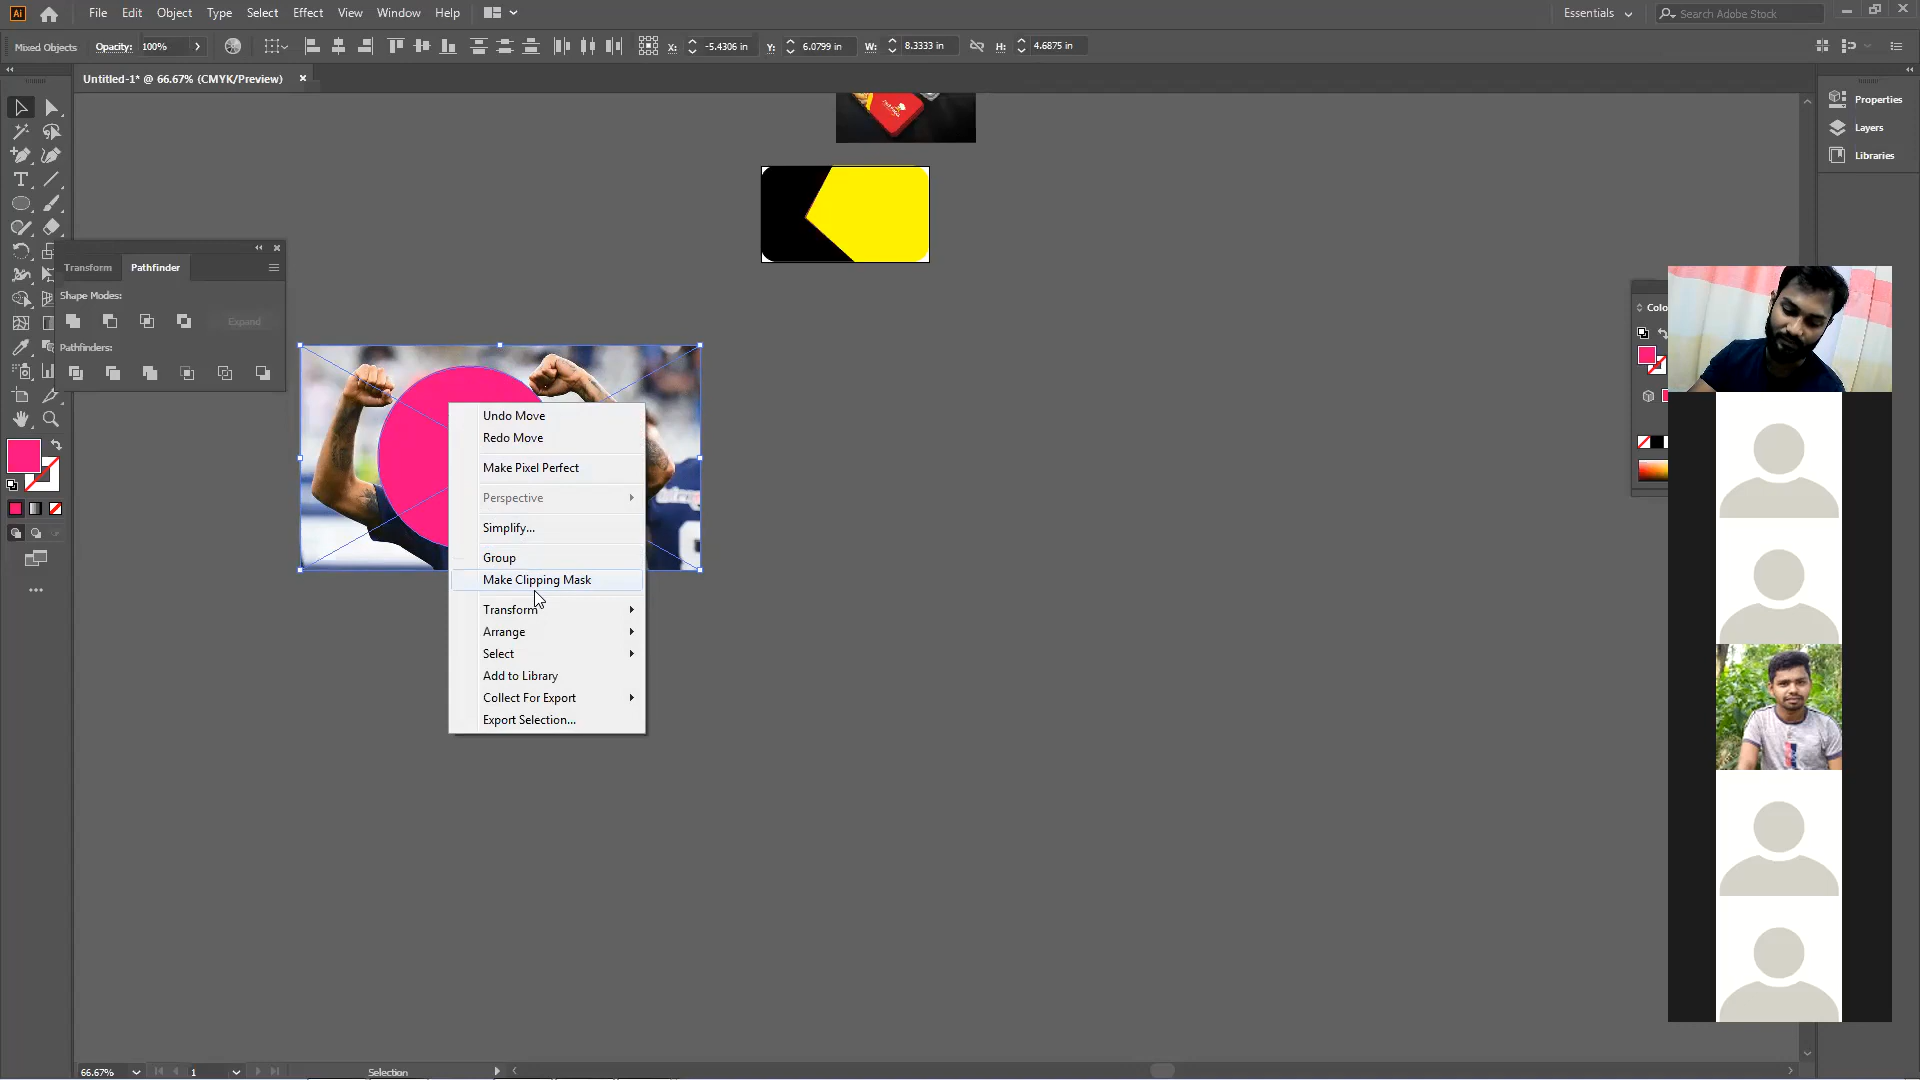 Ai File Edit Object Type Select Effect View Window Help Essentials Search Adobe Stock
Mixed Objects Opacity: 100% X: -5.4306 in Y: 6.0799 in W: 8.3333 in H: 4.6875 in
Untitled-1* @ 66.67% (CMYK/Preview) ×
Properties
Layers
Libraries
Transform Pathfinder
Shape Modes:
Expand
Pathfinders:
Colo
Undo Move
Redo Move
Make Pixel Perfect
Perspective
Simplify...
Group
Make Clipping Mask
Transform
Arrange
Select
Add to Library
Collect For Export
Export Selection...
66.67% 1 Selection